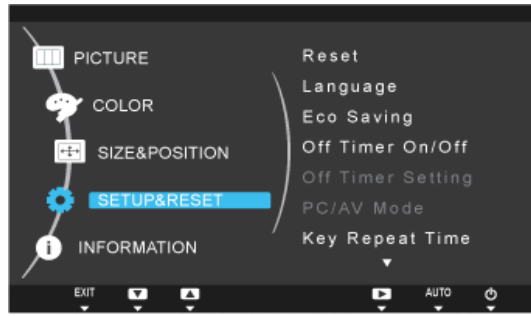 PICTURE
COLOR
SIZE&POSITION
SETUP&RESET
INFORMATION
Reset
Language
Eco Saving
Off Timer On/Off
Off Timer Setting
PC/AV Mode
Key Repeat Time
EXIT
AUTO